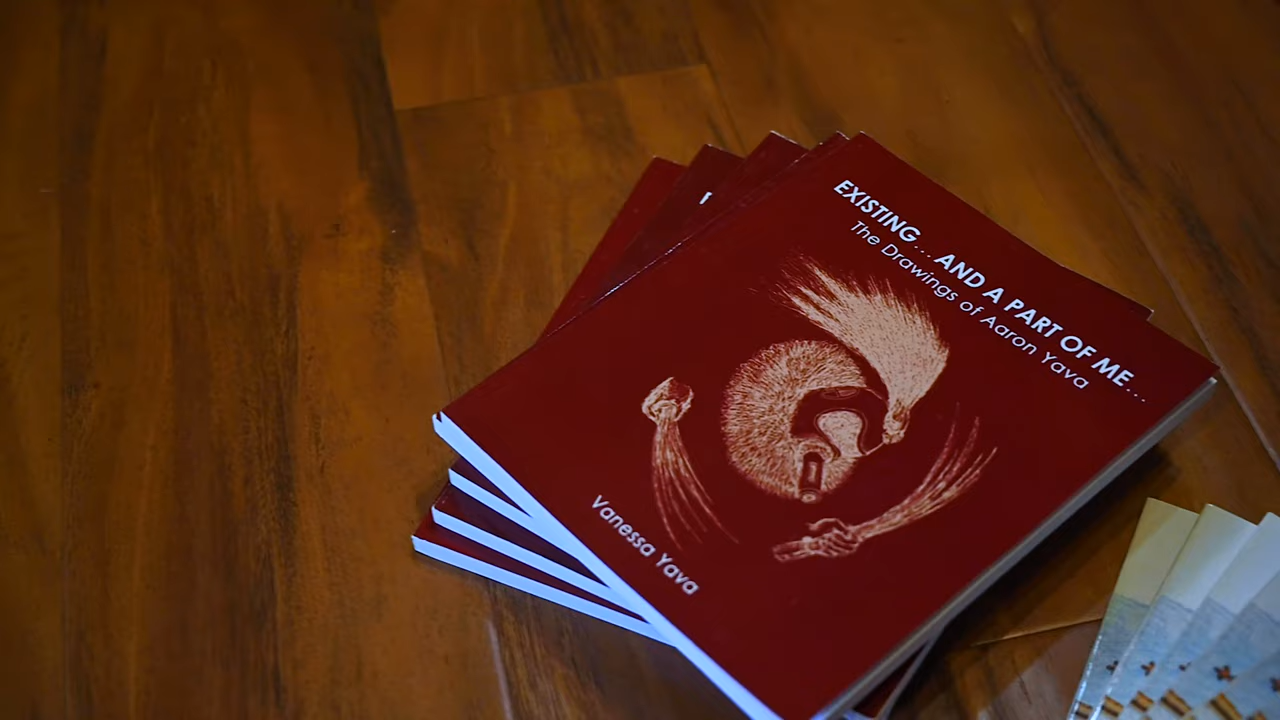 EXISTING... AND A PART OF ME...
The Drawings of Aaron Yava
Vanessa Yava